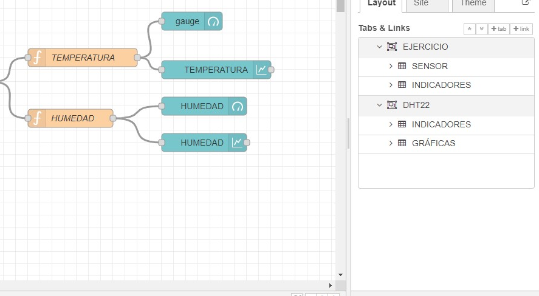 gauge
TEMPERATURA
TEMPERATURA
HUMEDAD
HUMEDAD
HUMEDAD
Layout
Site
Theme
Tabs & Links
+ tab
+ link
EJERCICIO
SENSOR
INDICADORES
DHT22
INDICADORES
GRÁFICAS